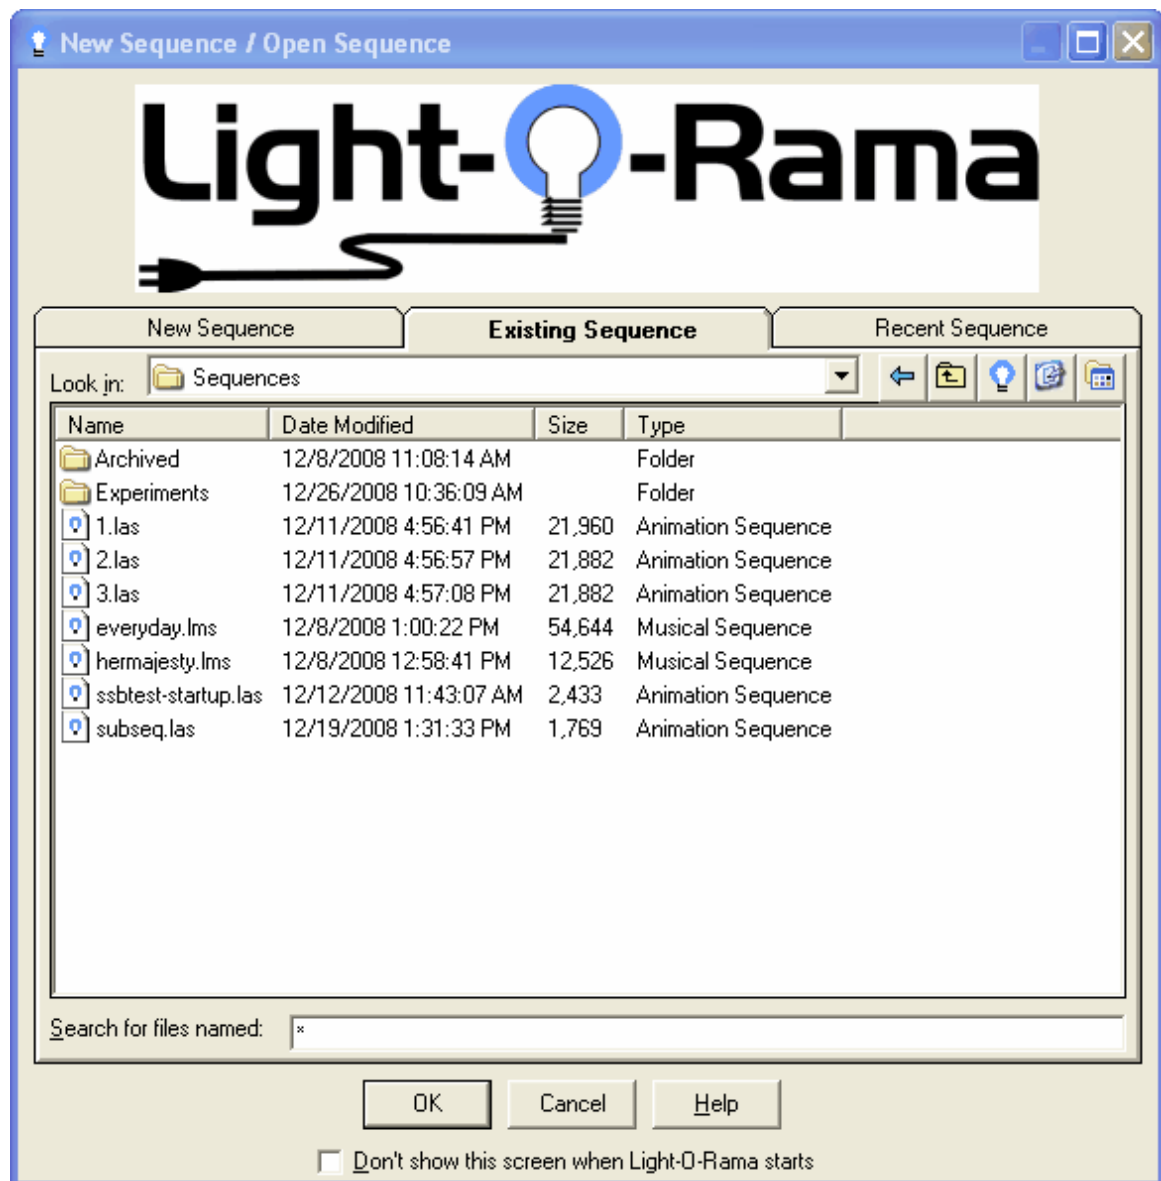 New Sequence / Open Sequence
Light-O-Rama
New Sequence Existing Sequence Recent Sequence
Look in: Sequences
Name Date Modified Size Type
Archived 12/8/2008 11:08:14 AM Folder
Experiments 12/26/2008 10:36:09 AM Folder
1.las 12/11/2008 4:56:41 PM 21,960 Animation Sequence
2.las 12/11/2008 4:56:57 PM 21,882 Animation Sequence
3.las 12/11/2008 4:57:08 PM 21,882 Animation Sequence
everyday.lms 12/8/2008 1:00:22 PM 54,644 Musical Sequence
hermajesty.lms 12/8/2008 12:58:41 PM 12,526 Musical Sequence
ssbtest-startup.las 12/12/2008 11:43:07 AM 2,433 Animation Sequence
subseq.las 12/19/2008 1:31:33 PM 1,769 Animation Sequence
Search for files named: *
OK Cancel Help
Don't show this screen when Light-O-Rama starts